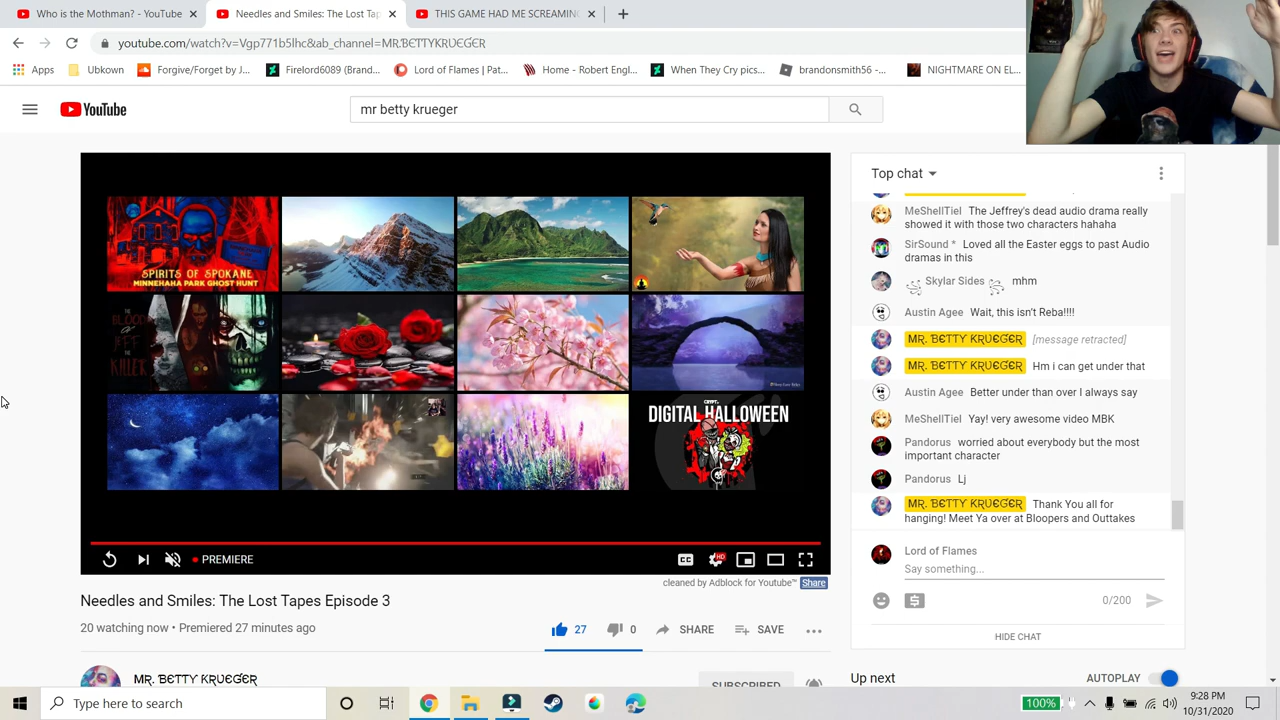 Who is the Mothman? - YouTube
Needles and Smiles: The Lost Tap
THIS GAME HAD ME SCREAMING
youtube.com/watch?v=Vgp771b5lhc&ab_channel=MR.BETTYKRUEGER
Apps
Ubkown
Forgive/Forget by J...
Firelord6089 (Brand...
Lord of Flames | Pat...
Home - Robert Engl...
When They Cry pics...
brandonsmith56 -...
NIGHTMARE ON EL...
YouTube
mr betty krueger
SPIRITS OF SPOKANE
MINNEHAHA PARK GHOST HUNT
THE BLOOD OF JEFF THE KILLER
CRYPT
DIGITAL HALLOWEEN
PREMIERE
CC
HD
cleaned by Adblock for Youtube™ Share
Needles and Smiles: The Lost Tapes Episode 3
20 watching now • Premiered 27 minutes ago
27
0
SHARE
SAVE
MR. BETTY KRUEGER
SUBSCRIBED
Top chat
MeShellTiel The Jeffrey's dead audio drama really
showed it with those two characters hahaha
SirSound * Loved all the Easter eggs to past Audio
dramas in this
Skylar Sides mhm
Austin Agee Wait, this isn't Reba!!!!
MR. BETTY KRUEGER [message retracted]
MR. BETTY KRUEGER Hm i can get under that
Austin Agee Better under than over I always say
MeShellTiel Yay! very awesome video MBK
Pandorus worried about everybody but the most
important character
Pandorus Lj
MR. BETTY KRUEGER Thank You all for
hanging! Meet Ya over at Bloopers and Outtakes
Lord of Flames
Say something...
0/200
HIDE CHAT
Up next
AUTOPLAY
Type here to search
100%
9:28 PM
10/31/2020